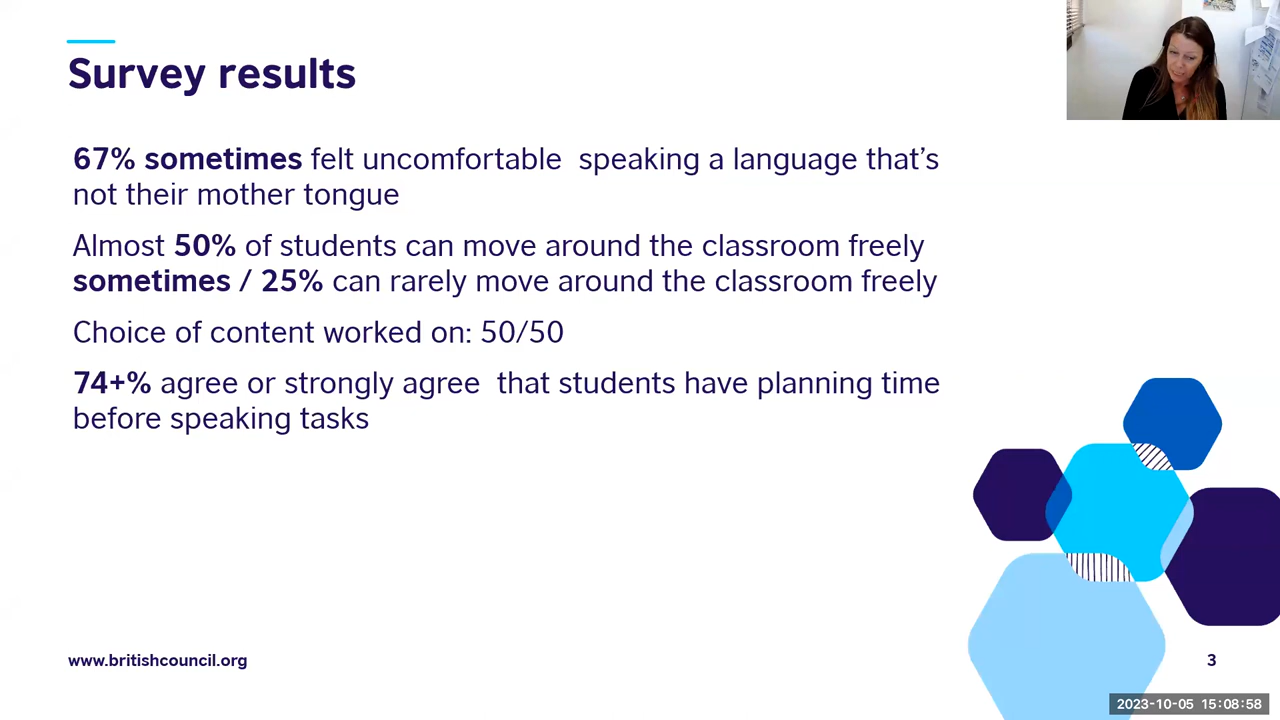 Survey results
67% sometimes felt uncomfortable  speaking a language that’s
not their mother tongue
Almost 50% of students can move around the classroom freely
sometimes / 25% can rarely move around the classroom freely
Choice of content worked on: 50/50
74+% agree or strongly agree  that students have planning time
before speaking tasks
www.britishcouncil.org
3
2023-10-05 15:08:58